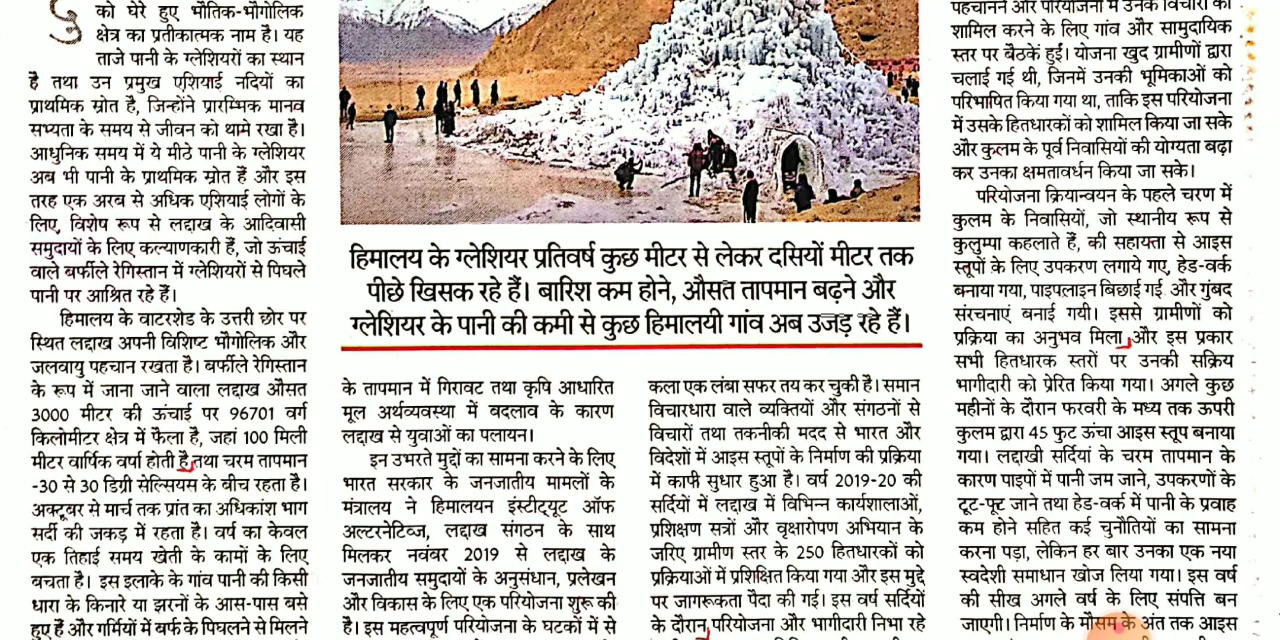 को घेरे हुए भौतिक-भौगोलिक
क्षेत्र का प्रतीकात्मक नाम है। यह
ताजे पानी के ग्लेशियरों का स्थान
है तथा उन प्रमुख एशियाई नदियों का
प्राथमिक स्रोत है, जिन्होंने प्रारम्भिक मानव
सभ्यता के समय से जीवन को थामे रखा है।
आधुनिक समय में ये मीठे पानी के ग्लेशियर
अब भी पानी के प्राथमिक स्रोत हैं और इस
तरह एक अरब से अधिक एशियाई लोगों के
लिए, विशेष रूप से लद्दाख के आदिवासी
समुदायों के लिए कल्याणकारी हैं, जो ऊंचाई
वाले बर्फीले रेगिस्तान में ग्लेशियरों से पिघले
पानी पर आश्रित रहे हैं।
हिमालय के वाटरशेड के उत्तरी छोर पर
स्थित लद्दाख अपनी विशिष्ट भौगोलिक और
जलवायु पहचान रखता है। बर्फीले रेगिस्तान
के रूप में जाना जाने वाला लद्दाख औसत
3000 मीटर की ऊंचाई पर 96701 वर्ग
किलोमीटर क्षेत्र में फैला है, जहां 100 मिली
मीटर वार्षिक वर्षा होती है तथा चरम तापमान
-30 से 30 डिग्री सेल्सियस के बीच रहता है।
अक्टूबर से मार्च तक प्रांत का अधिकांश भाग
सर्दी की जकड़ में रहता है। वर्ष का केवल
एक तिहाई समय खेती के कामों के लिए
बचता है। इस इलाके के गांव पानी की किसी
धारा के किनारे या झरनों के आस-पास बसे
हुए हैं और गर्मियों में बर्फ के पिघलने से मिलने
हिमालय के ग्लेशियर प्रतिवर्ष कुछ मीटर से लेकर दसियों मीटर तक
पीछे खिसक रहे हैं। बारिश कम होने, औसत तापमान बढ़ने और
ग्लेशियर के पानी की कमी से कुछ हिमालयी गांव अब उजड़ रहे हैं।
के तापमान में गिरावट तथा कृषि आधारित
मूल अर्थव्यवस्था में बदलाव के कारण
लद्दाख से युवाओं का पलायन।
इन उभरते मुद्दों का सामना करने के लिए
भारत सरकार के जनजातीय मामलों के
मंत्रालय ने हिमालयन इंस्टीट्यूट ऑफ
अल्टरनेटिव्ज, लद्दाख संगठन के साथ
मिलकर नवंबर 2019 से लद्दाख के
जनजातीय समुदायों के अनुसंधान, प्रलेखन
और विकास के लिए एक परियोजना शुरू की
है। इस महत्वपूर्ण परियोजना के घटकों में से
कला एक लंबा सफर तय कर चुकी है। समान
विचारधारा वाले व्यक्तियों और संगठनों से
विचारों तथा तकनीकी मदद से भारत और
विदेशों में आइस स्तूपों के निर्माण की प्रक्रिया
में काफी सुधार हुआ है। वर्ष 2019-20 की
सर्दियों में लद्दाख में विभिन्न कार्यशालाओं,
प्रशिक्षण सत्रों और वृक्षारोपण अभियान के
जरिए ग्रामीण स्तर के 250 हितधारकों को
प्रक्रियाओं में प्रशिक्षित किया गया और इस मुद्दे
पर जागरूकता पैदा की गई। इस वर्ष सर्दियों
के दौरान परियोजना और भागीदारी निभा रहे
पहचानने और परियोजना में उनके विचारों को
शामिल करने के लिए गांव और सामुदायिक
स्तर पर बैठकें हुईं। योजना खुद ग्रामीणों द्वारा
चलाई गई थी, जिनमें उनकी भूमिकाओं को
परिभाषित किया गया था, ताकि इस परियोजना
में उसके हितधारकों को शामिल किया जा सके
और कुलम के पूर्व निवासियों की योग्यता बढ़ा
कर उनका क्षमतावर्धन किया जा सके।
परियोजना क्रियान्वयन के पहले चरण में
कुलम के निवासियों, जो स्थानीय रूप से
कुलुम्पा कहलाते हैं, की सहायता से आइस
स्तूपों के लिए उपकरण लगाये गए, हेड-वर्क
बनाया गया, पाइपलाइन बिछाई गई और गुंबद
संरचनाएं बनाई गयी। इससे ग्रामीणों को
प्रक्रिया का अनुभव मिला और इस प्रकार
सभी हितधारक स्तरों पर उनकी सक्रिय
भागीदारी को प्रेरित किया गया। अगले कुछ
महीनों के दौरान फरवरी के मध्य तक ऊपरी
कुलम द्वारा 45 फुट ऊंचा आइस स्तूप बनाया
गया। लद्दाखी सर्दियों के चरम तापमान के
कारण पाइपों में पानी जम जाने, उपकरणों के
टूट-फूट जाने तथा हेड-वर्क में पानी के प्रवाह
कम होने सहित कई चुनौतियों का सामना
करना पड़ा, लेकिन हर बार उनका एक नया
स्वदेशी समाधान खोज लिया गया। इस वर्ष
की सीख अगले वर्ष के लिए संपत्ति बन
जाएगी। निर्माण के मौसम के अंत तक आइस